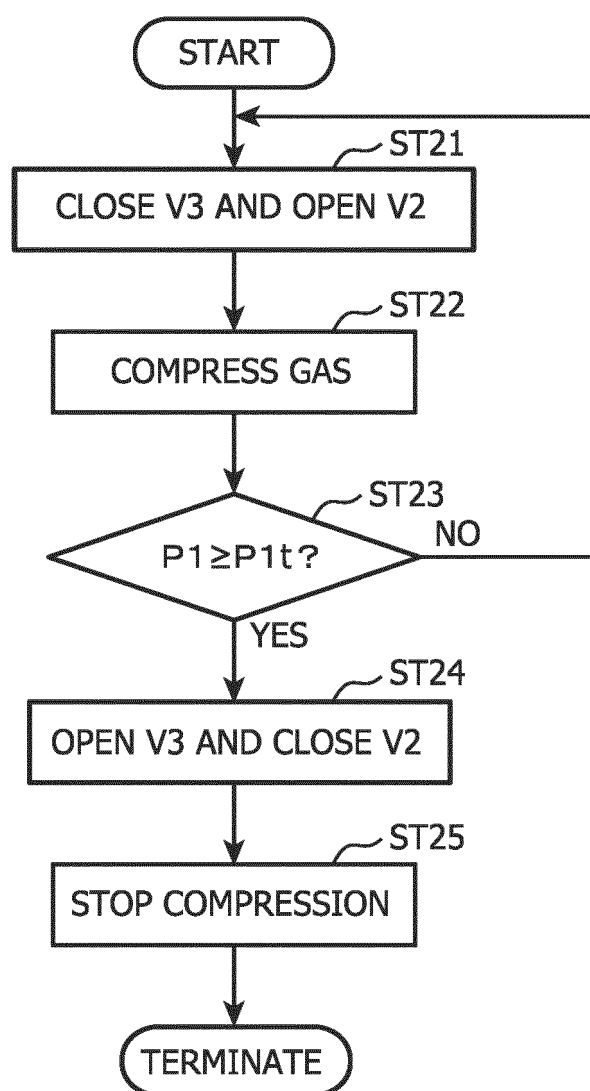 START
ST21
CLOSE V3 AND OPEN V2
ST22
COMPRESS GAS
ST23
P1≥P1t?
NO
YES
ST24
OPEN V3 AND CLOSE V2
ST25
STOP COMPRESSION
TERMINATE